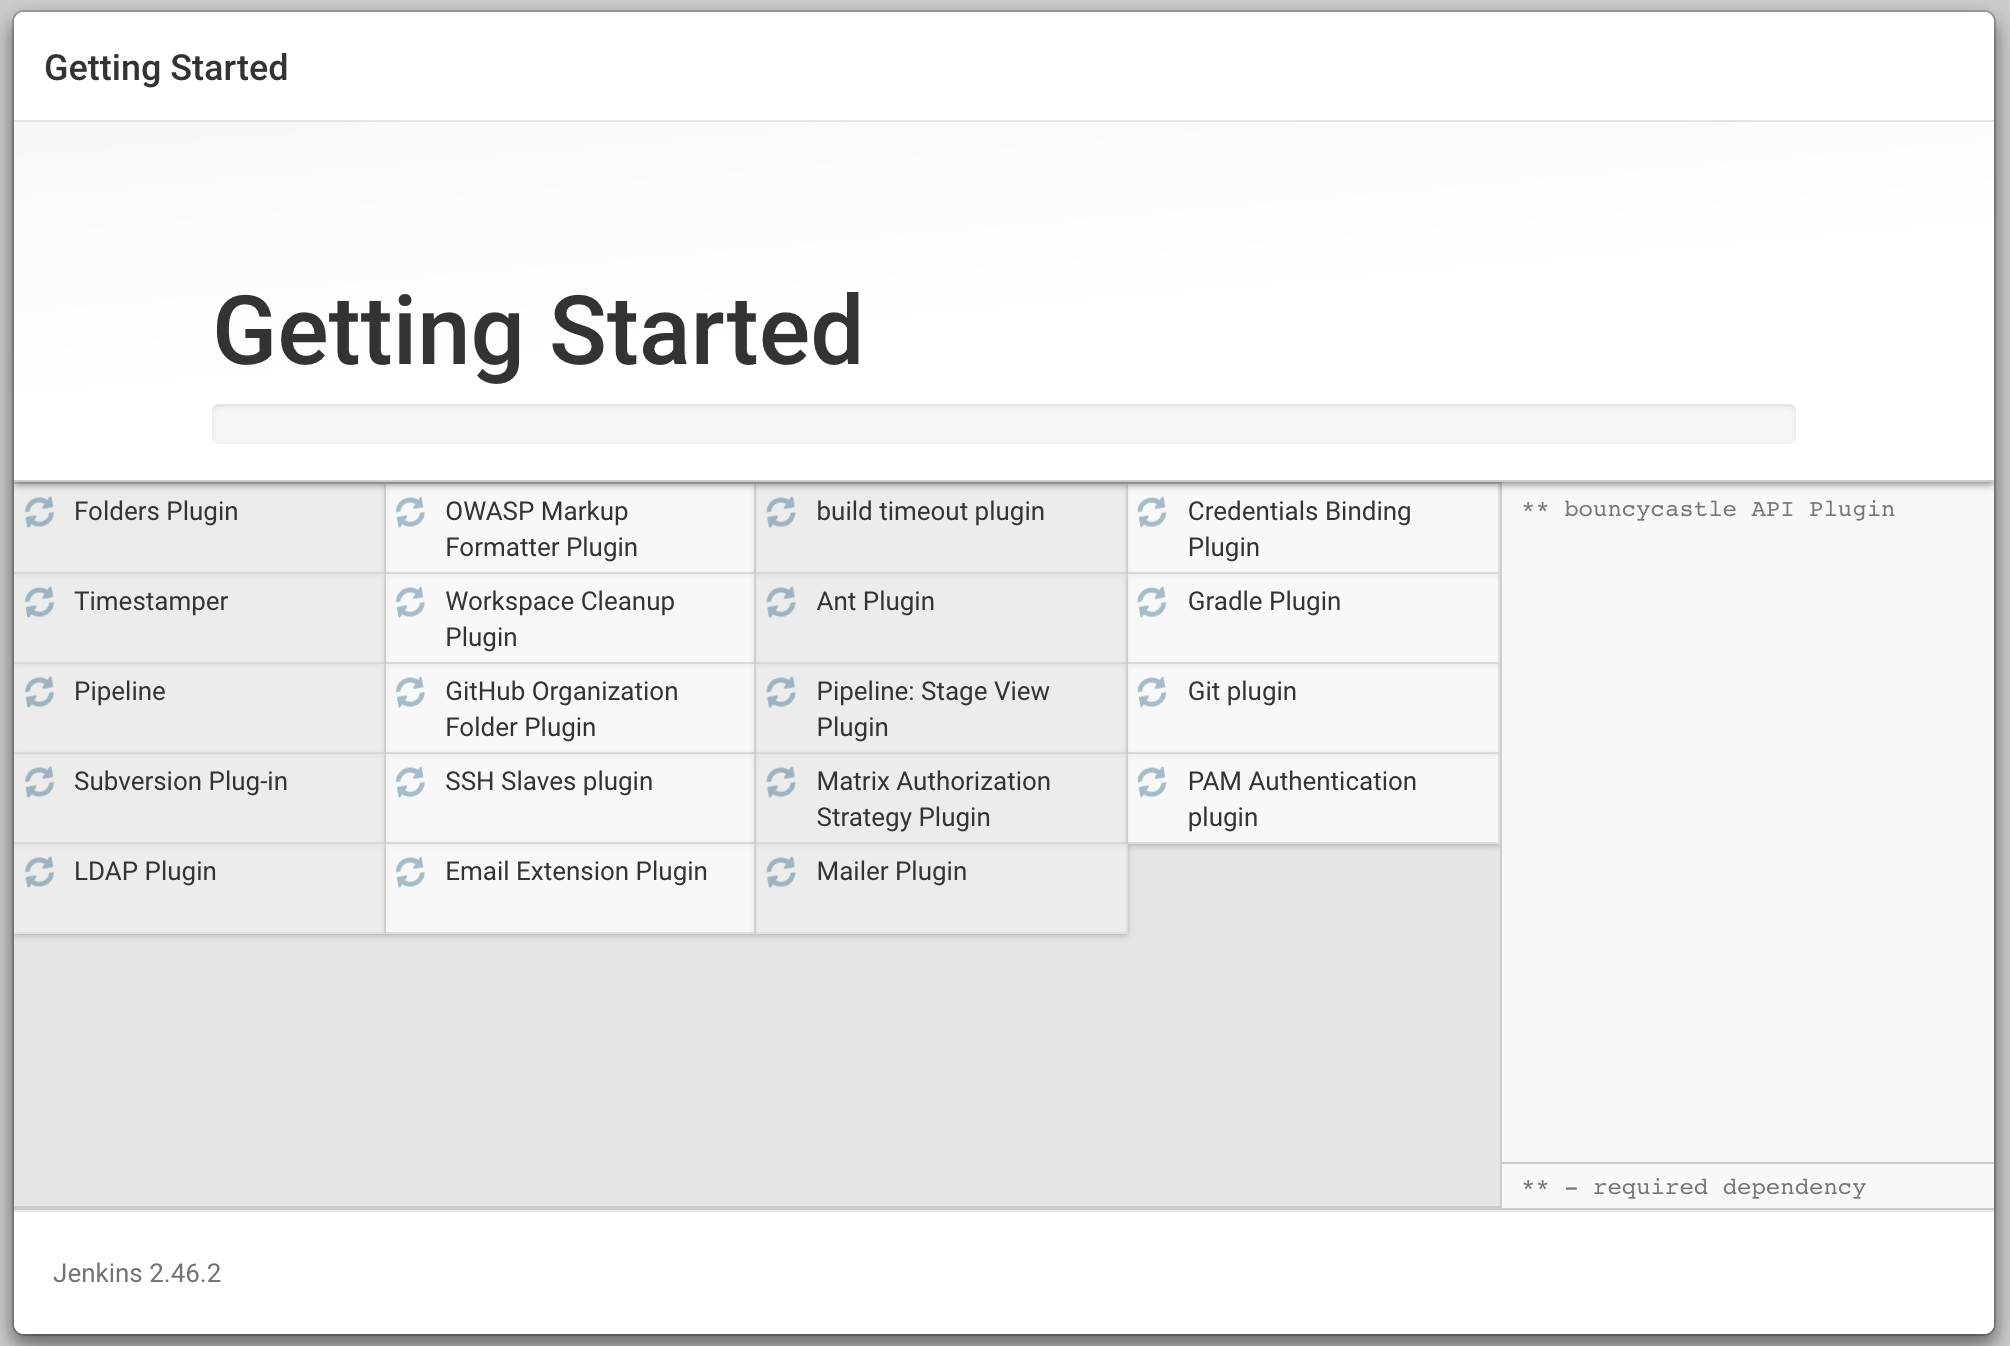 Getting Started
Getting Started
Folders Plugin
OWASP Markup
Formatter Plugin
build timeout plugin
Credentials Binding
Plugin
** bouncycastle API Plugin
Timestamper
Workspace Cleanup
Plugin
Ant Plugin
Gradle Plugin
Pipeline
GitHub Organization
Folder Plugin
Pipeline: Stage View
Plugin
Git plugin
Subversion Plug-in
SSH Slaves plugin
Matrix Authorization
Strategy Plugin
PAM Authentication
plugin
LDAP Plugin
Email Extension Plugin
Mailer Plugin
** - required dependency
Jenkins 2.46.2